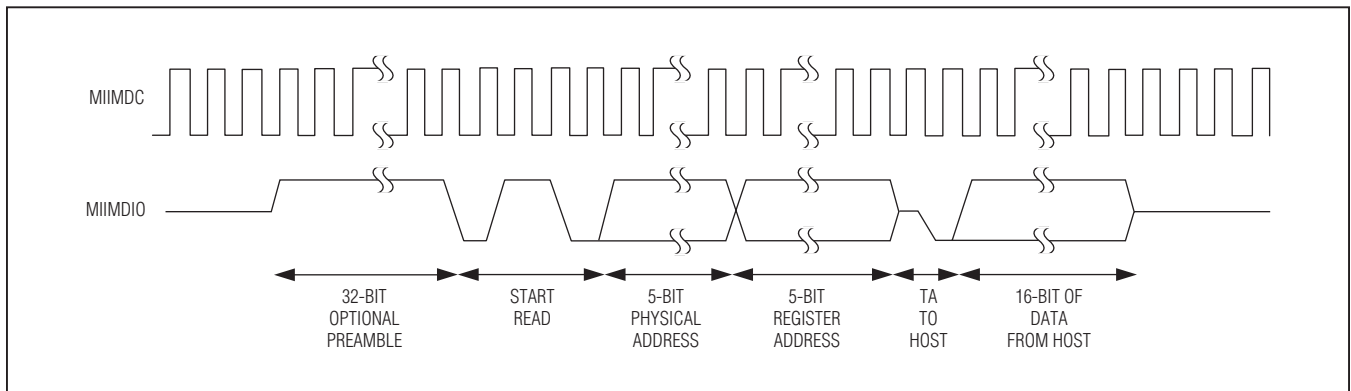 MIIMDC
MIIMDIO
32-BIT
OPTIONAL
PREAMBLE
START
READ
5-BIT
PHYSICAL
ADDRESS
5-BIT
REGISTER
ADDRESS
TA
TO
HOST
16-BIT OF
DATA
FROM HOST